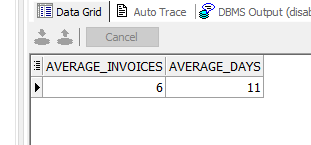 Data Grid Auto Trace DBMS Output (disab
Cancel
AVERAGE_INVOICES AVERAGE_DAYS
6 11